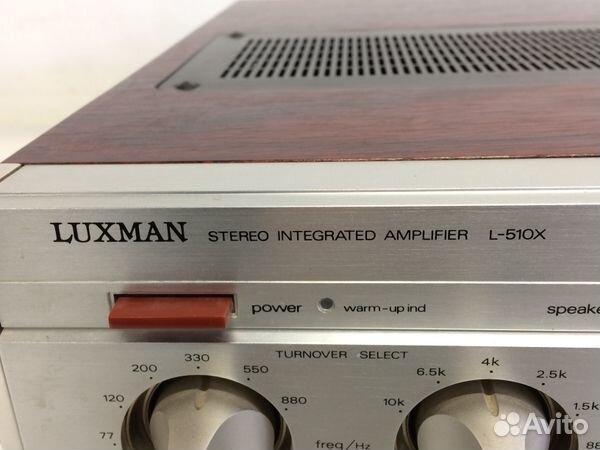 LUXMAN STEREO INTEGRATED AMPLIFIER L-510X
power warm-up ind
TURNOVER SELECT
330 4k
200 550 6.5k 2.5k
120 880 10k 1.5k
77 freq/Hz
Avito